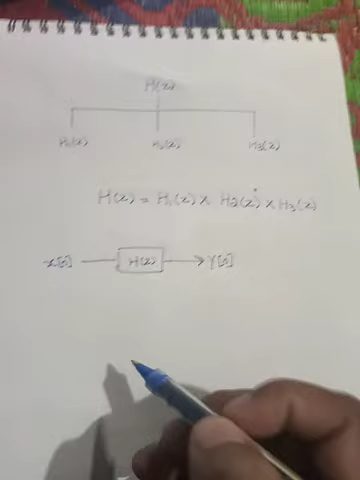 H(z)
H₁(z) H₂(z) H₃(z)
H(z) = H₁(z) × H2(z) × H₃(z)
x[z] H(z) Y[z]